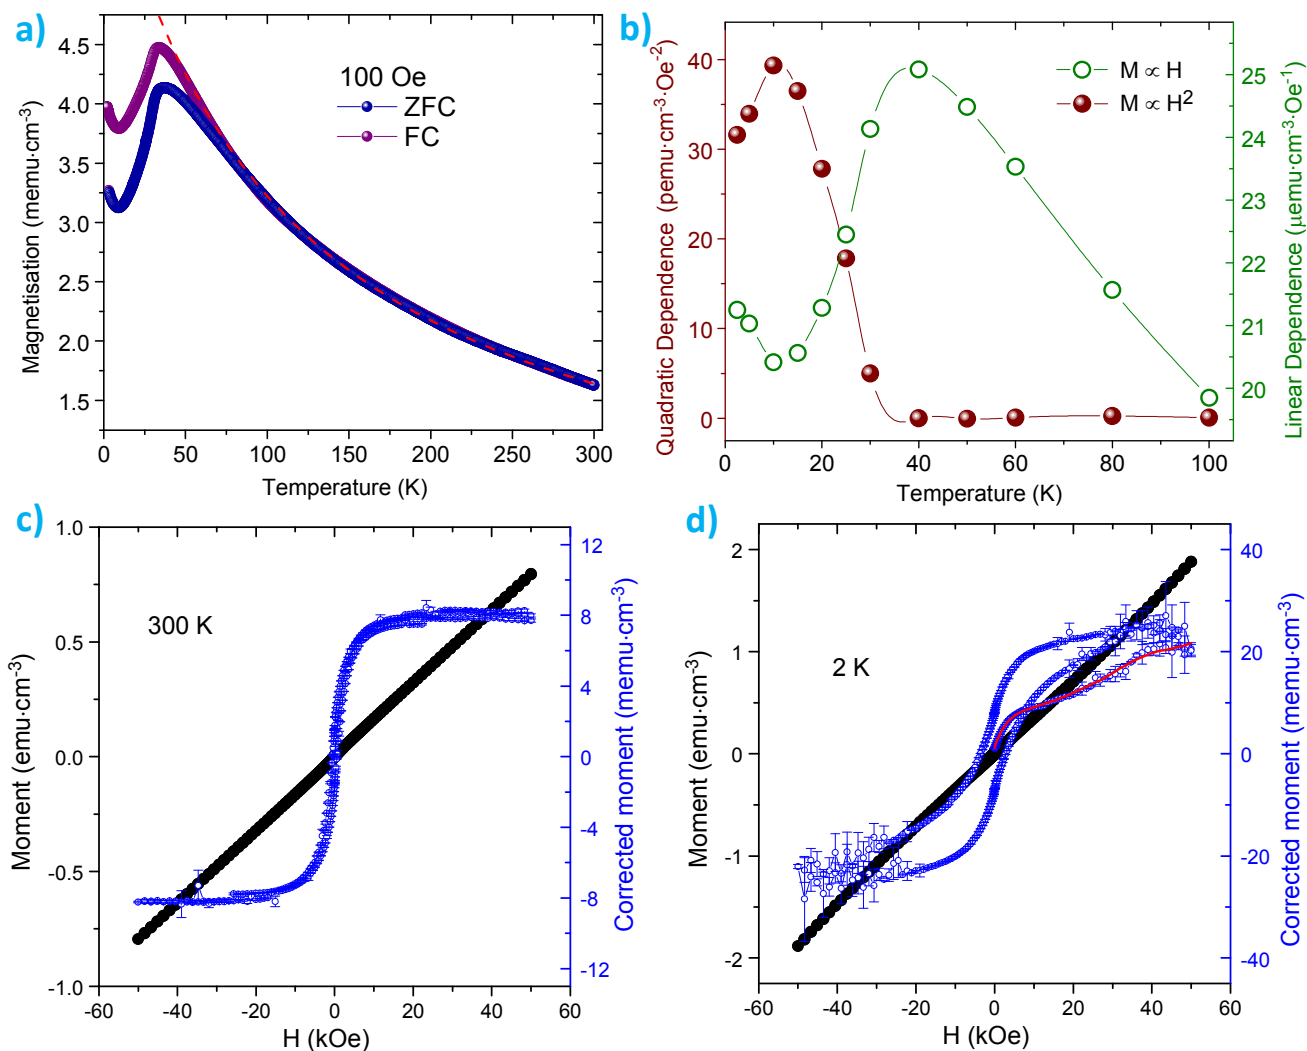 a)
Magnetisation (memu·cm⁻³)
4.5
4.0
3.5
3.0
2.5
2.0
1.5
100 Oe
ZFC
FC
0 50 100 150 200 250 300
Temperature (K)
b)
Quadratic Dependence (pemu·cm⁻³·Oe⁻²)
40
30
20
10
0
M ∝ H
M ∝ H²
25
24
23
22
21
20
Linear Dependence (µemu·cm⁻³·Oe⁻¹)
0 20 40 60 80 100
Temperature (K)
c)
Moment (emu·cm⁻³)
1.0
0.5
0.0
-0.5
-1.0
300 K
12
8
4
0
-4
-8
-12
Corrected moment (memu·cm⁻³)
-60 -40 -20 0 20 40 60
H (kOe)
d)
Moment (emu·cm⁻³)
2
1
0
-1
-2
2 K
40
20
0
-20
-40
Corrected moment (memu·cm⁻³)
-60 -40 -20 0 20 40 60
H (kOe)